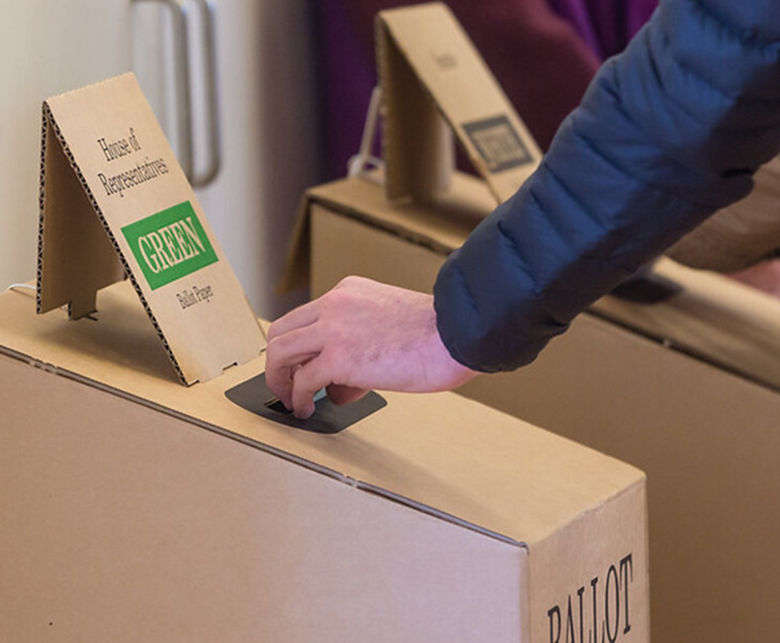 House of
Representatives
GREEN
Ballot Paper
BALLOT